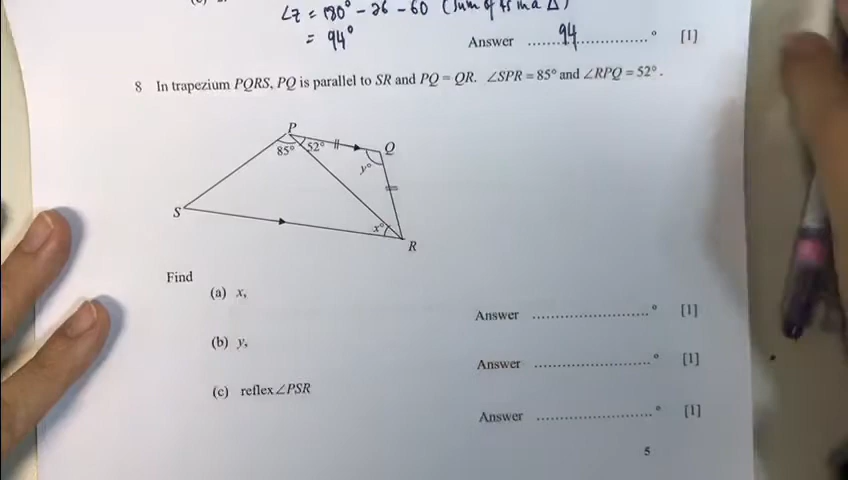 ∠z = 180° - 26 - 60 (Sum of ∠s in a Δ)
= 94°
Answer ........94............... ° [1]
8 In trapezium PQRS, PQ is parallel to SR and PQ = QR. ∠SPR = 85° and ∠RPQ = 52°.
P
85° 52° Q
y°
S
x°
R
Find
(a) x,
Answer ........................ ° [1]
(b) y,
Answer ........................ ° [1]
(c) reflex∠PSR
Answer ........................ ° [1]
5